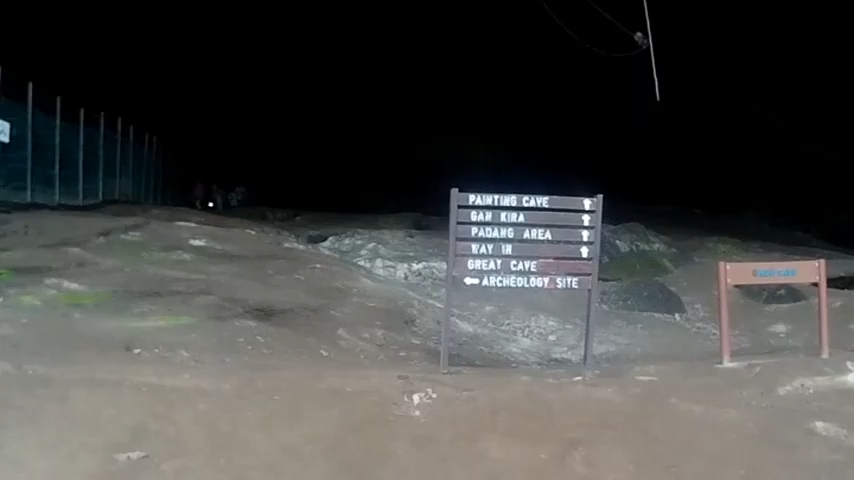 PAINTING CAVE ↑
GAN KIRA ↑
PADANG AREA ↑
WAY IN ↑
GREAT CAVE
← ARCHEOLOGY SITE